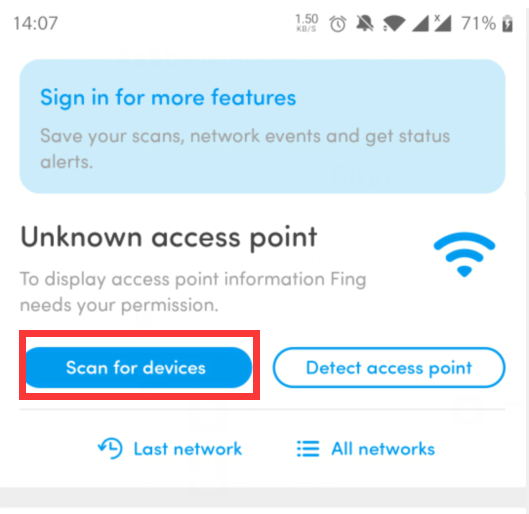 14:07 1.50 KB/S 71%
Sign in for more features
Save your scans, network events and get status
alerts.
Unknown access point
To display access point information Fing
needs your permission.
Scan for devices Detect access point
Last network All networks